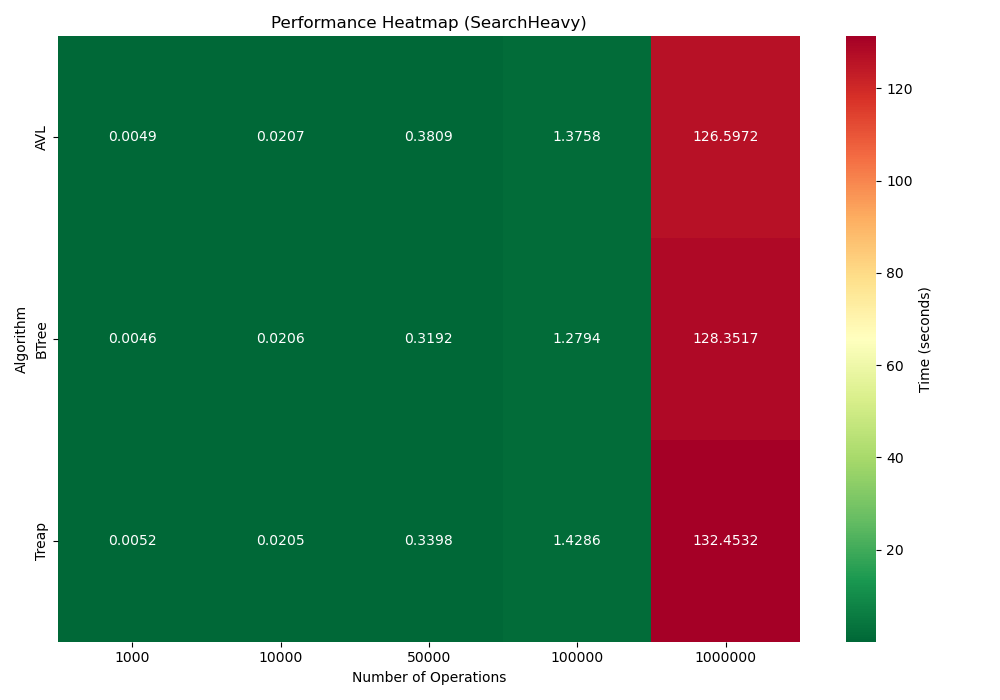 Performance Heatmap (SearchHeavy)
Algorithm
AVL
0.0049 0.0207 0.3809 1.3758 126.5972
BTree
0.0046 0.0206 0.3192 1.2794 128.3517
Treap
0.0052 0.0205 0.3398 1.4286 132.4532
1000 10000 50000 100000 1000000
Number of Operations
120
100
80
60
40
20
Time (seconds)